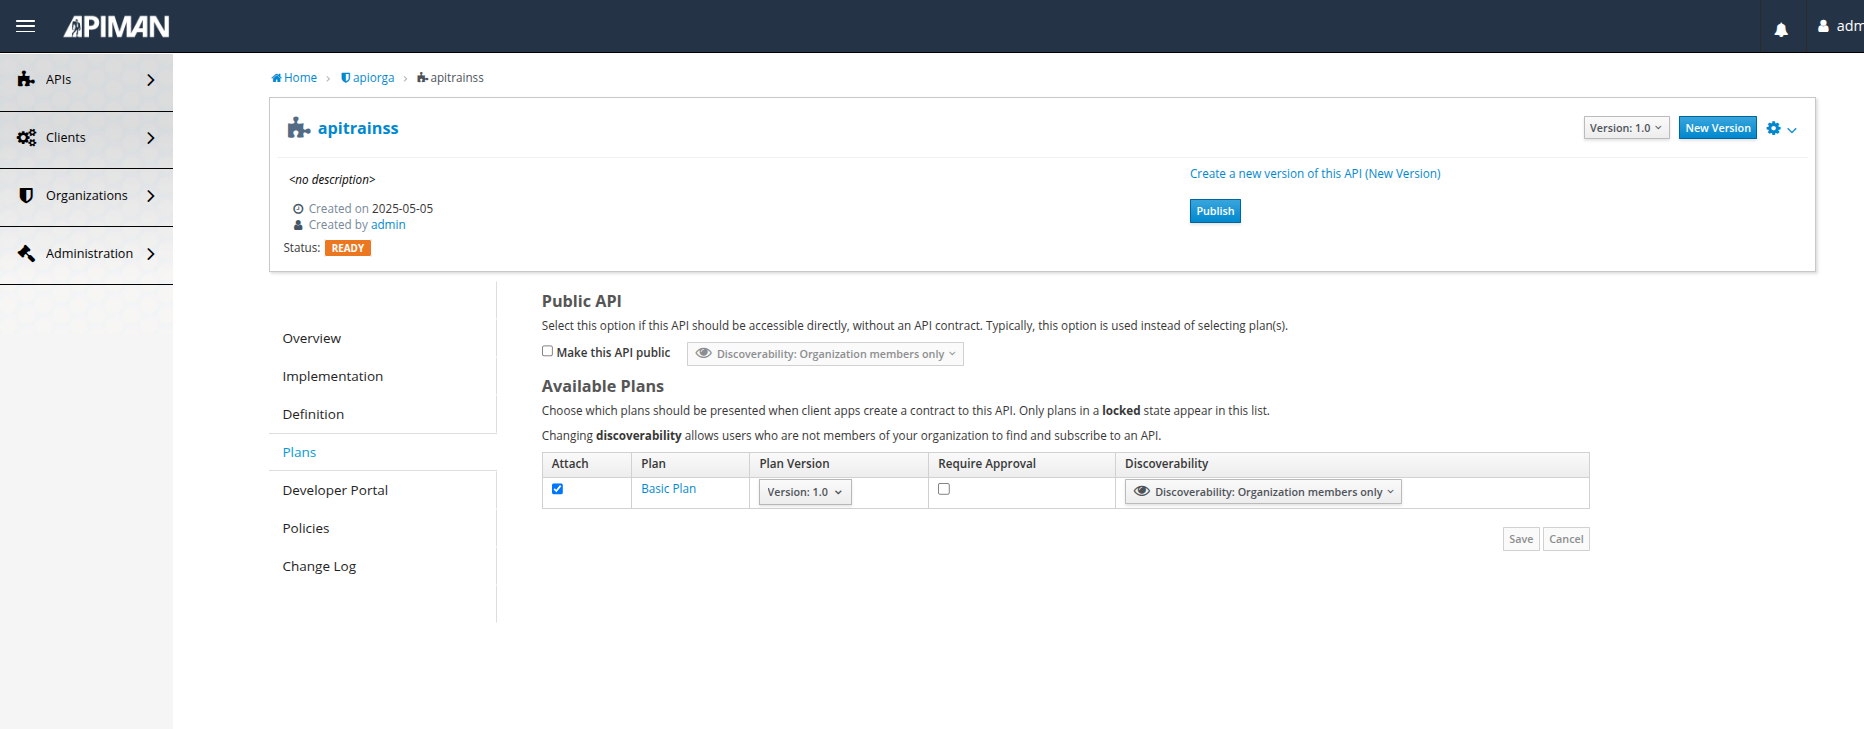 APIMAN
adm
APIs
Clients
Organizations
Administration
Home › apiorga › apitrainss
apitrainss
Version: 1.0
New Version
<no description>
Create a new version of this API (New Version)
Created on 2025-05-05
Publish
Created by admin
Status: READY
Overview
Implementation
Definition
Plans
Developer Portal
Policies
Change Log
Public API
Select this option if this API should be accessible directly, without an API contract. Typically, this option is used instead of selecting plan(s).
Make this API public
Discoverability: Organization members only
Available Plans
Choose which plans should be presented when client apps create a contract to this API. Only plans in a locked state appear in this list.
Changing discoverability allows users who are not members of your organization to find and subscribe to an API.
Attach Plan Plan Version Require Approval Discoverability
Basic Plan Version: 1.0 Discoverability: Organization members only
Save Cancel